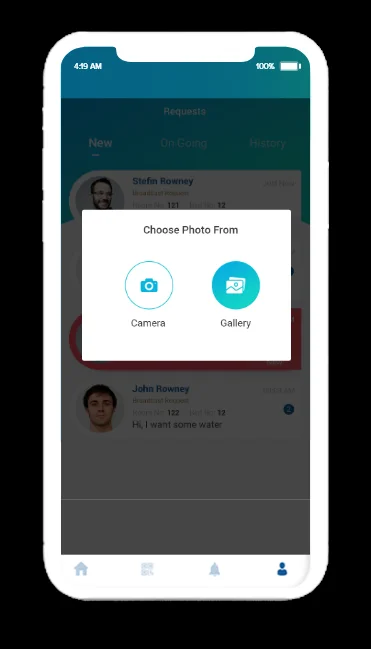 4:19 AM
100%
Requests
New
On Going
History
Stefin Rowney
Just Now
Broadcast Request
Room No: 121
Bed No: 12
Choose Photo From
Camera
Gallery
John Rowney
Broadcast Request
Room No: 122
Bed No: 12
Hi, I want some water